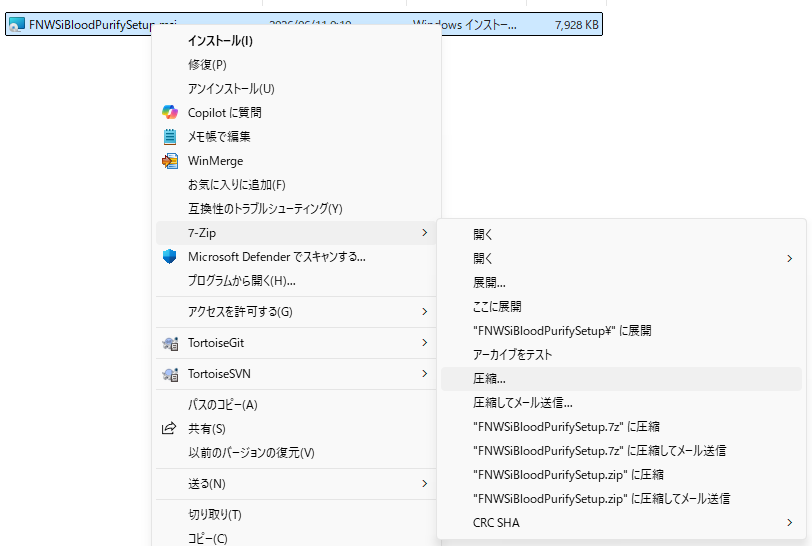 FNWSiBloodPurifySetup.msi 2026/06/11 9:19 Windows インストー... 7,928 KB
インストール(I)
修復(P)
アンインストール(U)
Copilot に質問
メモ帳で編集
WinMerge
お気に入りに追加(F)
互換性のトラブルシューティング(Y)
7-Zip
Microsoft Defender でスキャンする...
プログラムから開く(H)...
アクセスを許可する(G)
TortoiseGit
TortoiseSVN
パスのコピー(A)
共有(S)
以前のバージョンの復元(V)
送る(N)
切り取り(T)
コピー(C)
開く
開く
展開...
ここに展開
"FNWSiBloodPurifySetup¥" に展開
アーカイブをテスト
圧縮...
圧縮してメール送信...
"FNWSiBloodPurifySetup.7z" に圧縮
"FNWSiBloodPurifySetup.7z" に圧縮してメール送信
"FNWSiBloodPurifySetup.zip" に圧縮
"FNWSiBloodPurifySetup.zip" に圧縮してメール送信
CRC SHA